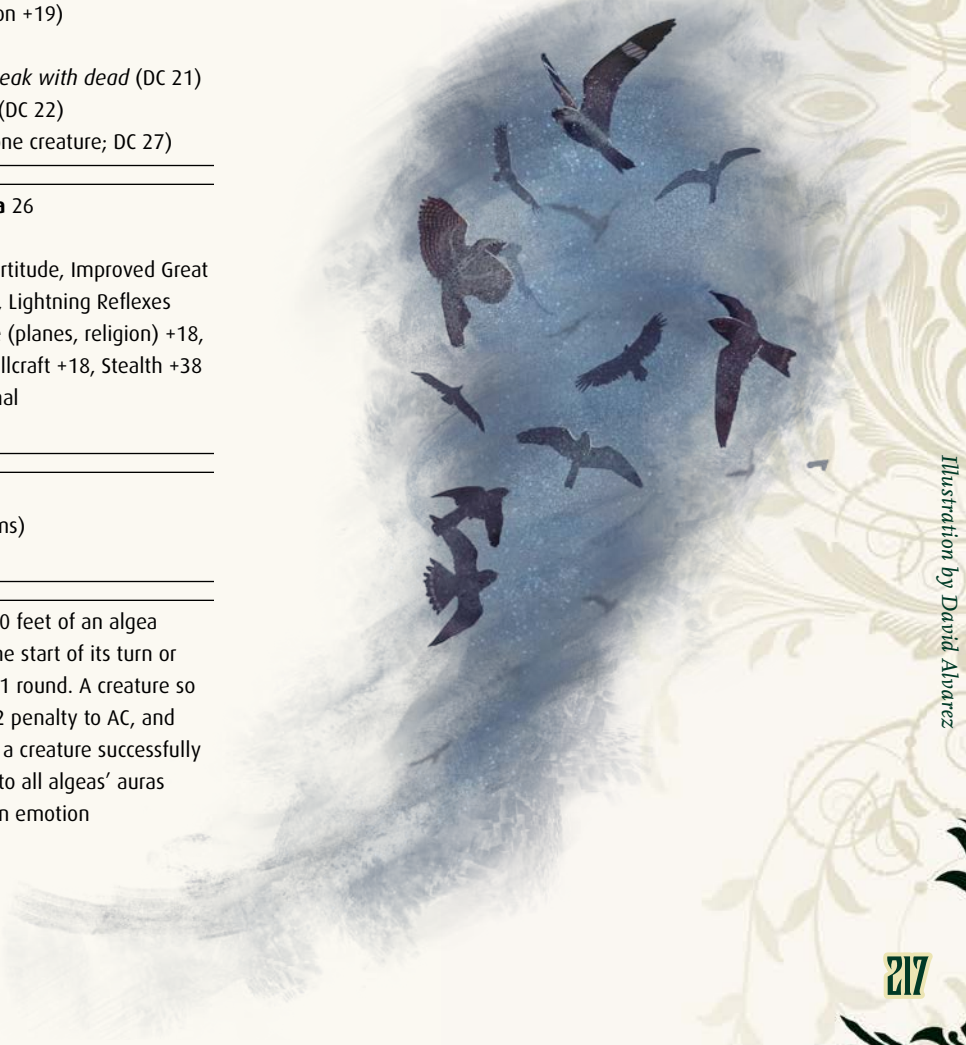 on +19)
eak with dead (DC 21)
(DC 22)
ne creature; DC 27)
a 26
rtitude, Improved Great
, Lightning Reflexes
e (planes, religion) +18,
llcraft +18, Stealth +38
nal
ns)
0 feet of an algea
ne start of its turn or
1 round. A creature so
2 penalty to AC, and
a creature successfully
to all algeas’ auras
n emotion
Illustration by David Alvarez
217